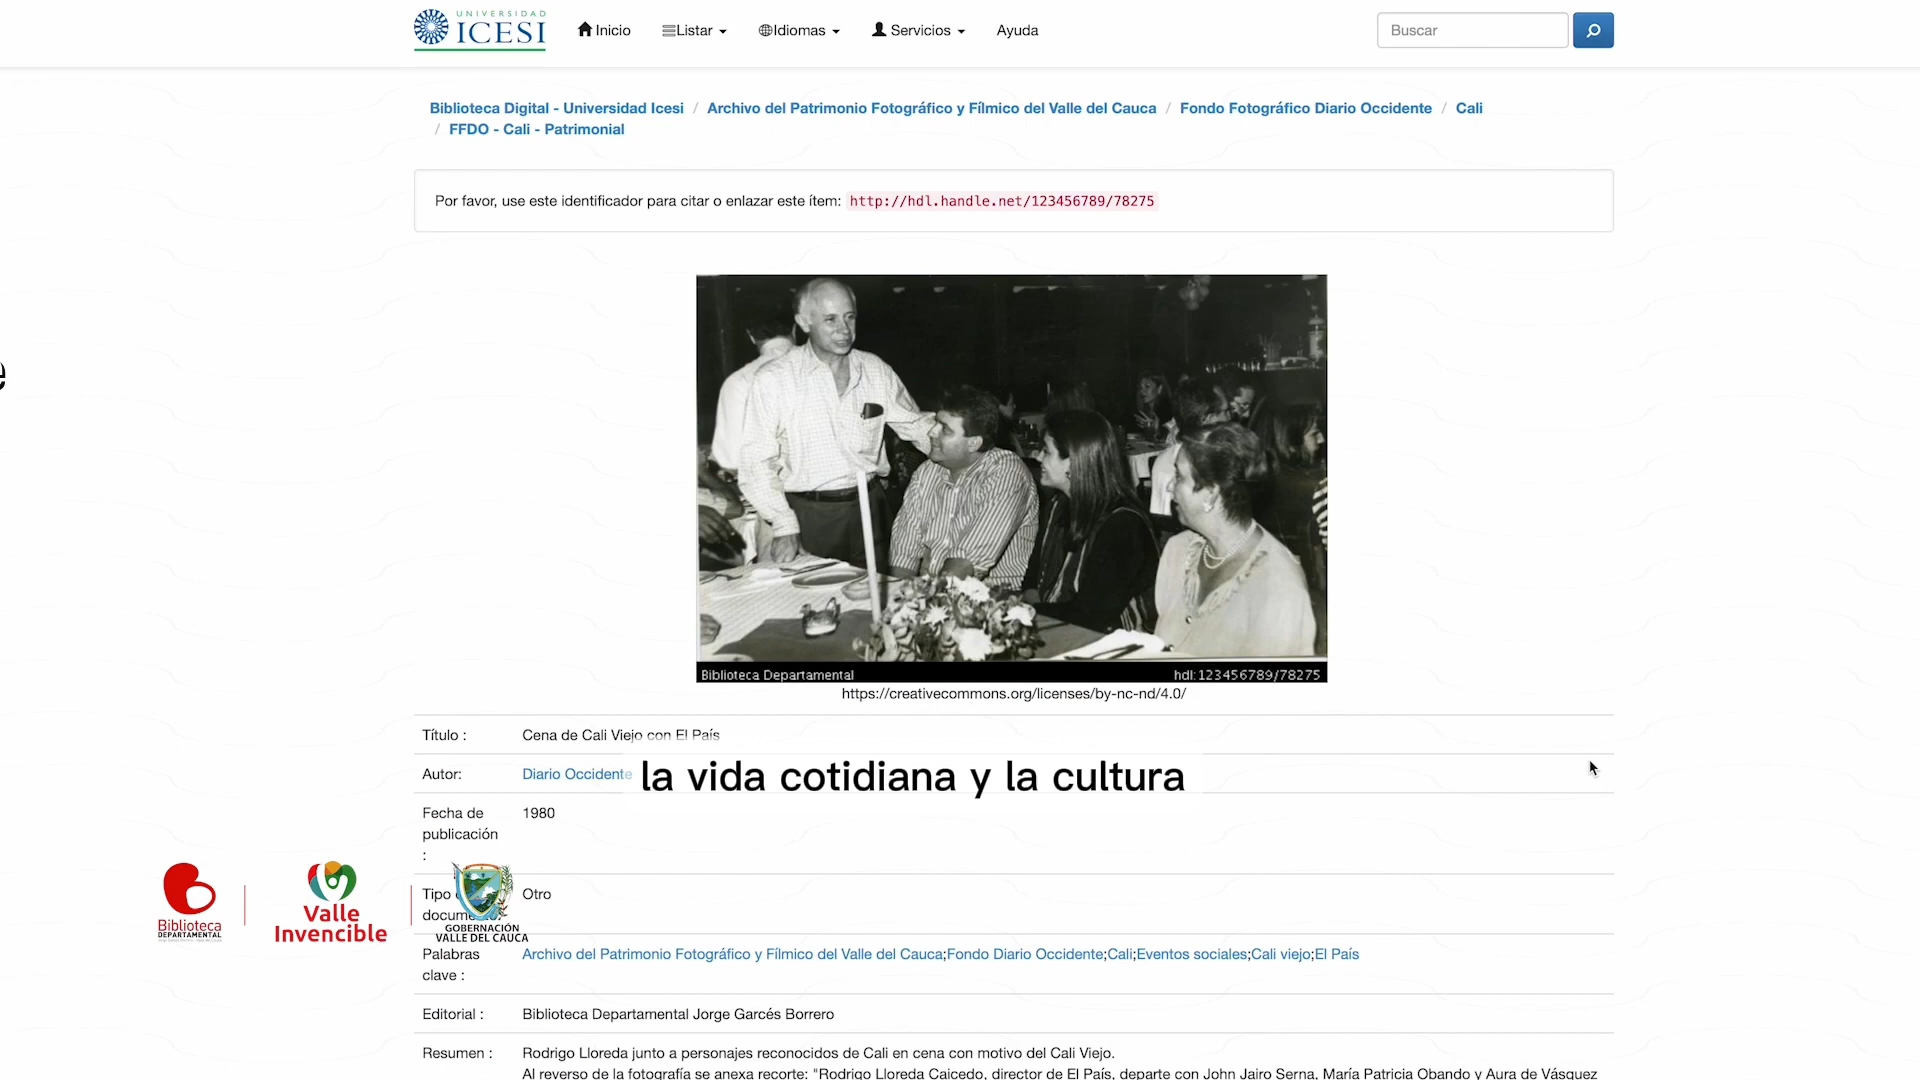 UNIVERSIDAD
ICESI
Inicio
Listar
Idiomas
Servicios
Ayuda
Buscar
Biblioteca Digital - Universidad Icesi / Archivo del Patrimonio Fotográfico y Fílmico del Valle del Cauca / Fondo Fotográfico Diario Occidente / Cali
/ FFDO - Cali - Patrimonial
Por favor, use este identificador para citar o enlazar este ítem: http://hdl.handle.net/123456789/78275
e
Biblioteca Departamental
hdl:123456789/78275
https://creativecommons.org/licenses/by-nc-nd/4.0/
Título : Cena de Cali Viejo con El País
Autor: Diario Occidente
la vida cotidiana y la cultura
Fecha de publicación : 1980
Tipo
docume
Otro
Biblioteca
DEPARTAMENTAL
Valle
Invencible
GOBERNACIÓN
VALLE DEL CAUCA
Palabras clave : Archivo del Patrimonio Fotográfico y Fílmico del Valle del Cauca;Fondo Diario Occidente;Cali;Eventos sociales;Cali viejo;El País
Editorial : Biblioteca Departamental Jorge Garcés Borrero
Resumen : Rodrigo Lloreda junto a personajes reconocidos de Cali en cena con motivo del Cali Viejo.
Al reverso de la fotografía se anexa recorte: "Rodrigo Lloreda Caicedo, director de El País, departe con John Jairo Serna, María Patricia Obando y Aura de Vásquez